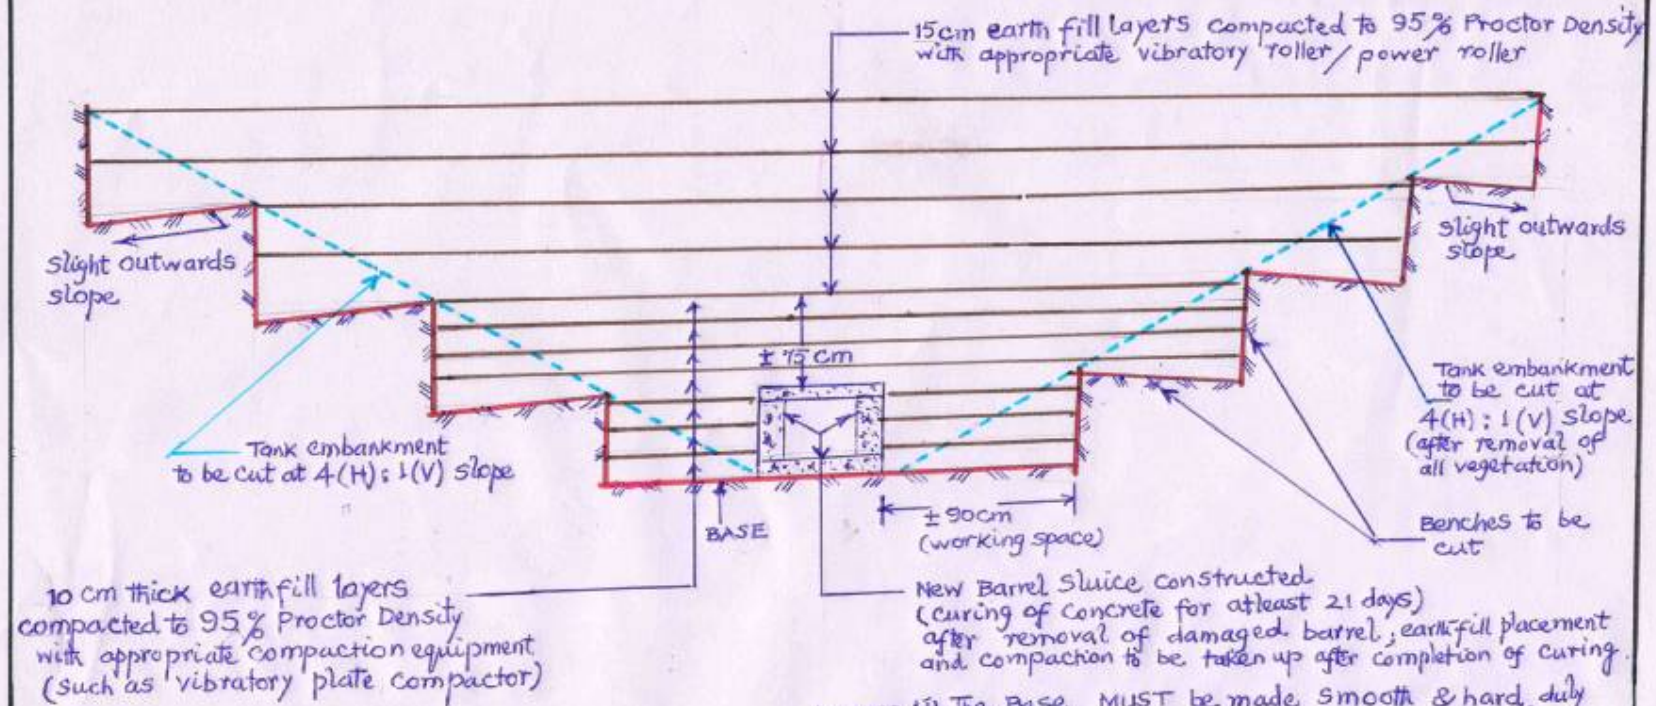 15cm earth fill layers compacted to 95% Proctor Density
with appropriate vibratory roller/power roller
slight outwards
slope
slight outwards
slope
± 75 cm
Tank embankment
to be cut at
4(H):1(V) slope
(after removal of
all vegetation)
Tank embankment
to be cut at 4(H):1(V) slope
BASE
± 90cm
(working space)
Benches to be
cut
10 cm thick earthfill layers
compacted to 95% Proctor Density
with appropriate compaction equipment
(such as vibratory plate compactor)
New Barrel Sluice constructed
(curing of concrete for atleast 21 days)
after removal of damaged barrel; earthfill placement
and compaction to be taken up after completion of curing.
The Base MUST be made smooth & hard duly